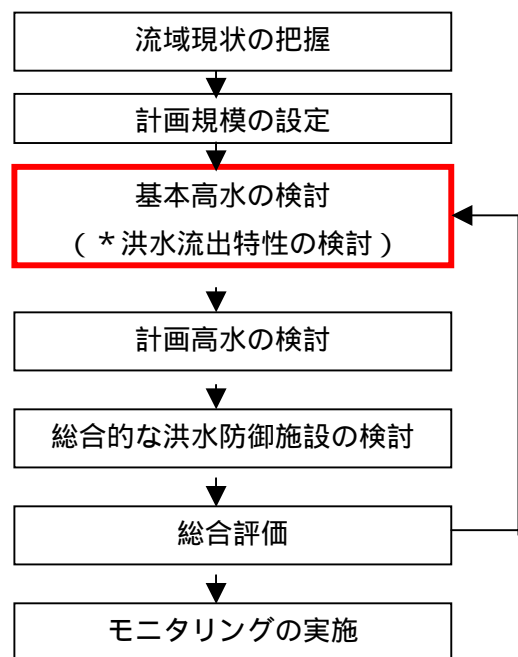 流域現状の把握
計画規模の設定
基本高水の検討
(*洪水流出特性の検討)
計画高水の検討
総合的な洪水防御施設の検討
総合評価
モニタリングの実施